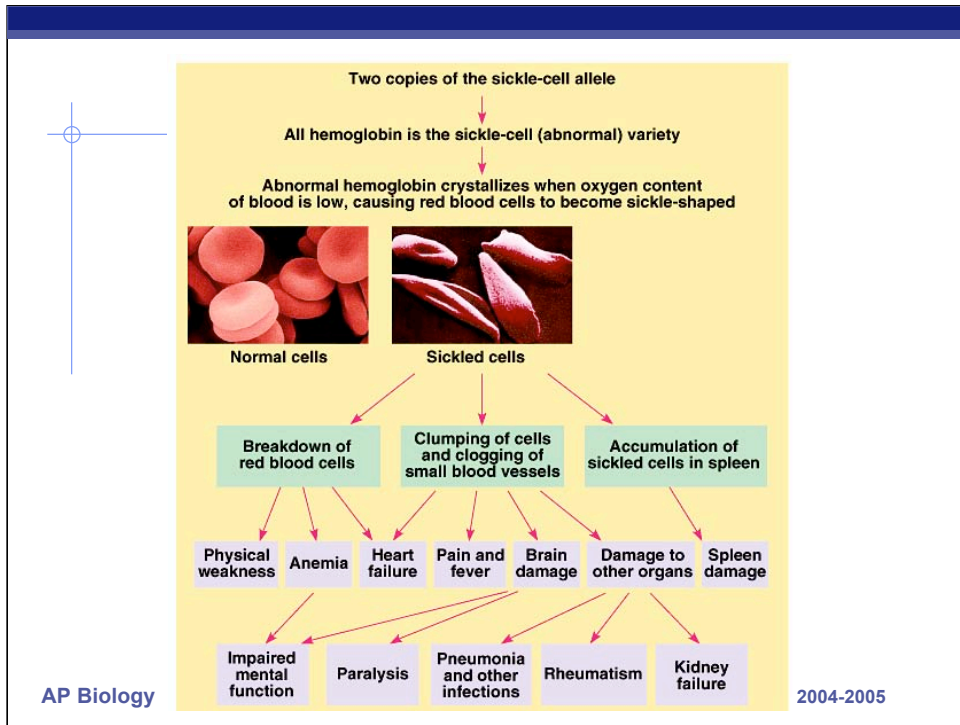 Two copies of the sickle-cell allele
All hemoglobin is the sickle-cell (abnormal) variety
Abnormal hemoglobin crystallizes when oxygen content
of blood is low, causing red blood cells to become sickle-shaped
Normal cells
Sickled cells
Breakdown of
red blood cells
Clumping of cells
and clogging of
small blood vessels
Accumulation of
sickled cells in spleen
Physical
weakness
Anemia
Heart
failure
Pain and
fever
Brain
damage
Damage to
other organs
Spleen
damage
Impaired
mental
function
Paralysis
Pneumonia
and other
infections
Rheumatism
Kidney
failure
AP Biology
2004-2005